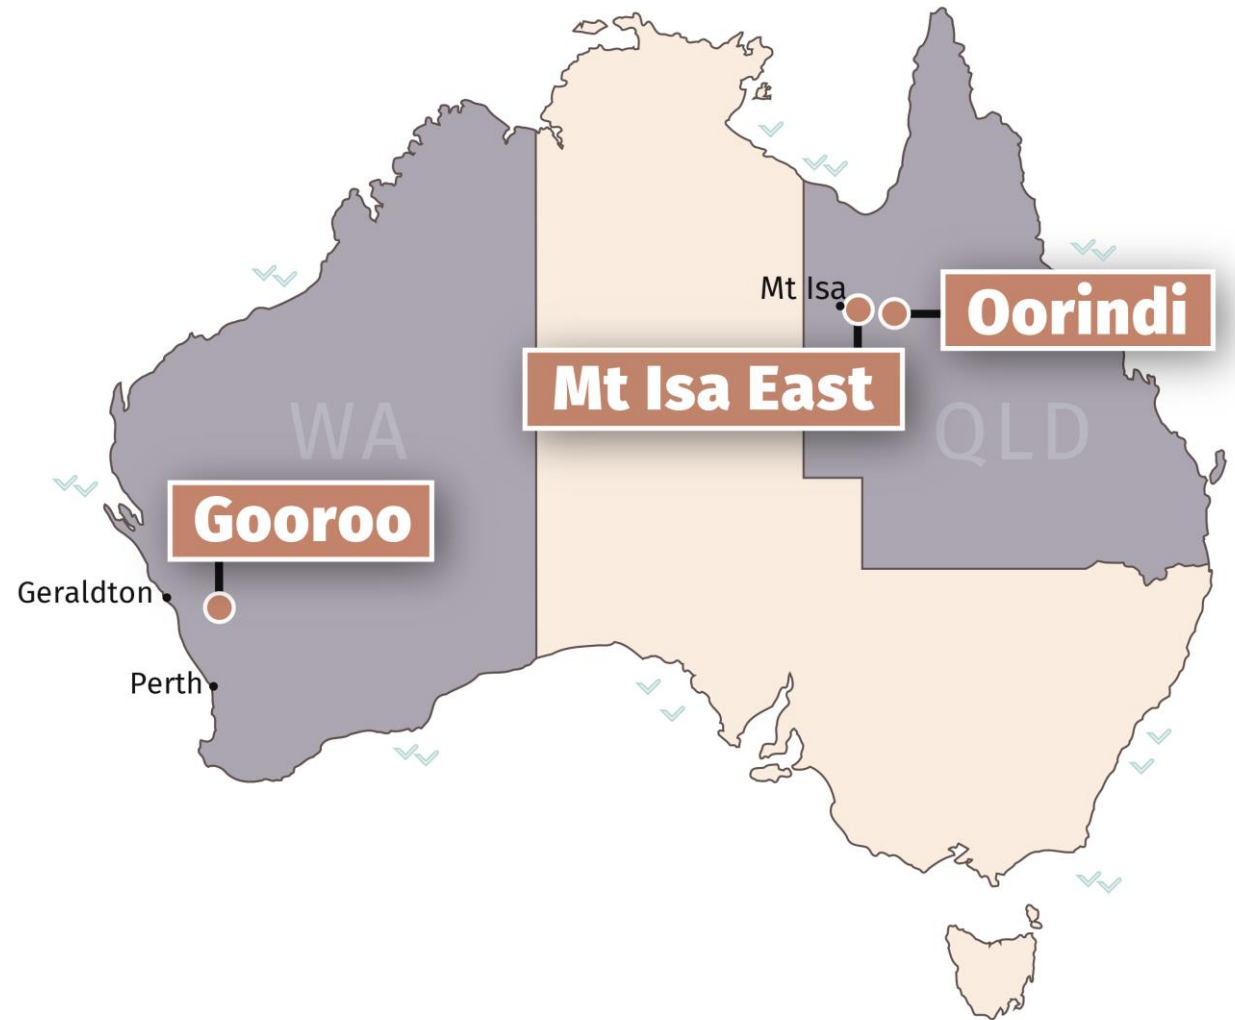 Mt Isa
Oorindi
Mt Isa East
WA
QLD
Gooroo
Geraldton
Perth